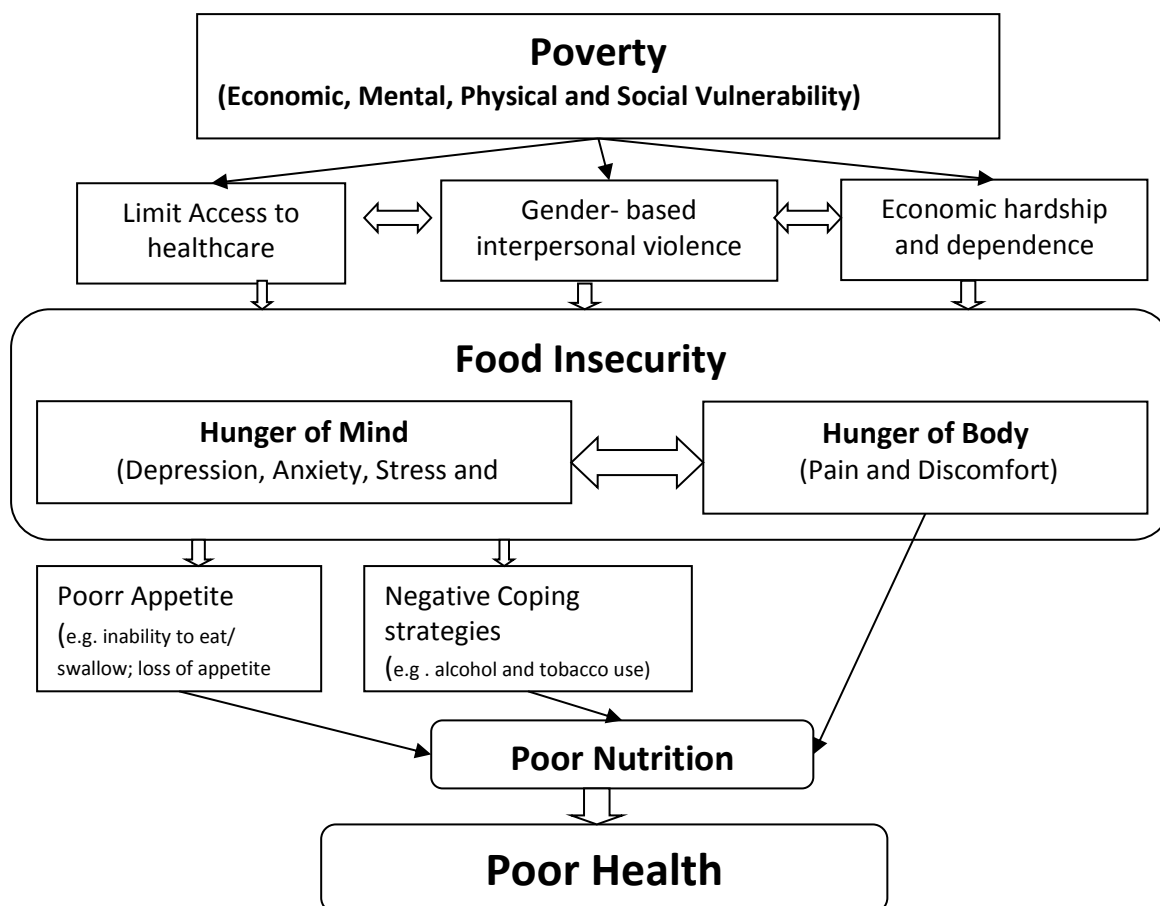 Poverty
(Economic, Mental, Physical and Social Vulnerability)
Limit Access to
healthcare
Gender- based
interpersonal violence
Economic hardship
and dependence
Food Insecurity
Hunger of Mind
(Depression, Anxiety, Stress and
Hunger of Body
(Pain and Discomfort)
Poorr Appetite
(e.g. inability to eat/
swallow; loss of appetite
Negative Coping
strategies
(e.g . alcohol and tobacco use)
Poor Nutrition
Poor Health